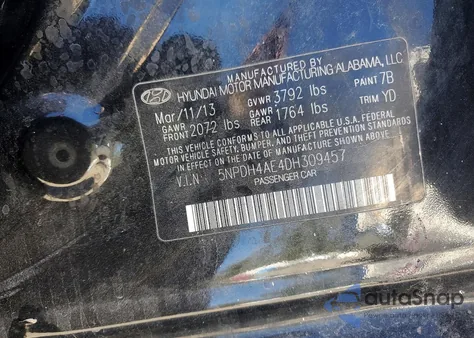 MANUFACTURED BY
HYUNDAI MOTOR MANUFACTURING ALABAMA, LLC
Mar/11/13 GVWR 3792 lbs PAINT 7B
GAWR FRONT 2072 lbs GAWR REAR 1764 lbs TRIM YD
THIS VEHICLE CONFORMS TO ALL APPLICABLE U.S.A FEDERAL
MOTOR VEHICLE SAFETY, BUMPER, AND THEFT PREVENTION STANDARDS
IN EFFECT ON THE DATE OF MANUFACTURE SHOWN ABOVE.
V.I.N : 5NPDH4AE4DH309457
PASSENGER CAR
autoSnap